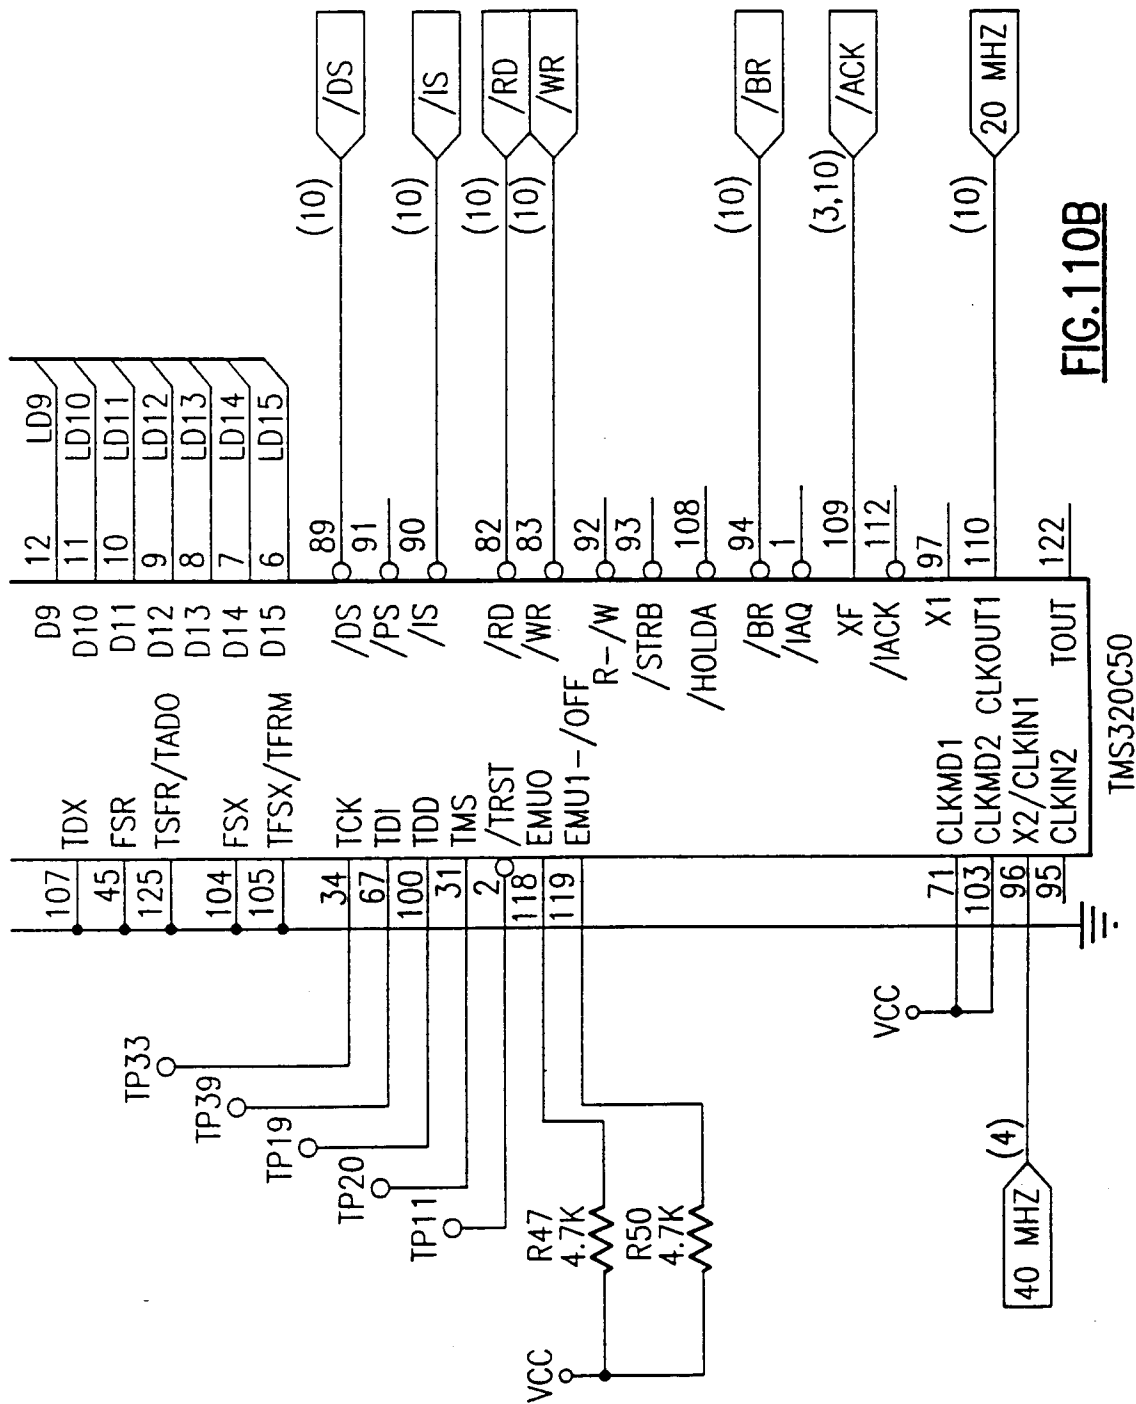 107 TDX
45 FSR
125 TSFR/TADO
104 FSX
105 TFSX/TFRM
TP33
34 TCK
TP39
67 TDI
TP19
100 TDD
TP20
31 TMS
TP11
2 /TRST
118 EMU0
119 EMU1-/OFF
R47
4.7K
R50
4.7K
VCC
VCC
71 CLKMD1
103 CLKMD2
96 X2/CLKIN1
95 CLKIN2
40 MHZ (4)
D9 12 LD9
D10 11 LD10
D11 10 LD11
D12 9 LD12
D13 8 LD13
D14 7 LD14
D15 6 LD15
/DS 89 (10) /DS
/PS 91
/IS 90 (10) /IS
/RD 82 (10) /RD
/WR 83 (10) /WR
R-/W 92
/STRB 93
/HOLDA 108
/BR 94 (10) /BR
/IAQ 1
XF 109 (3,10) /ACK
/IACK 112
X1 97
CLKOUT1 110 (10) 20 MHZ
TOUT 122
TMS320C50
FIG.110B